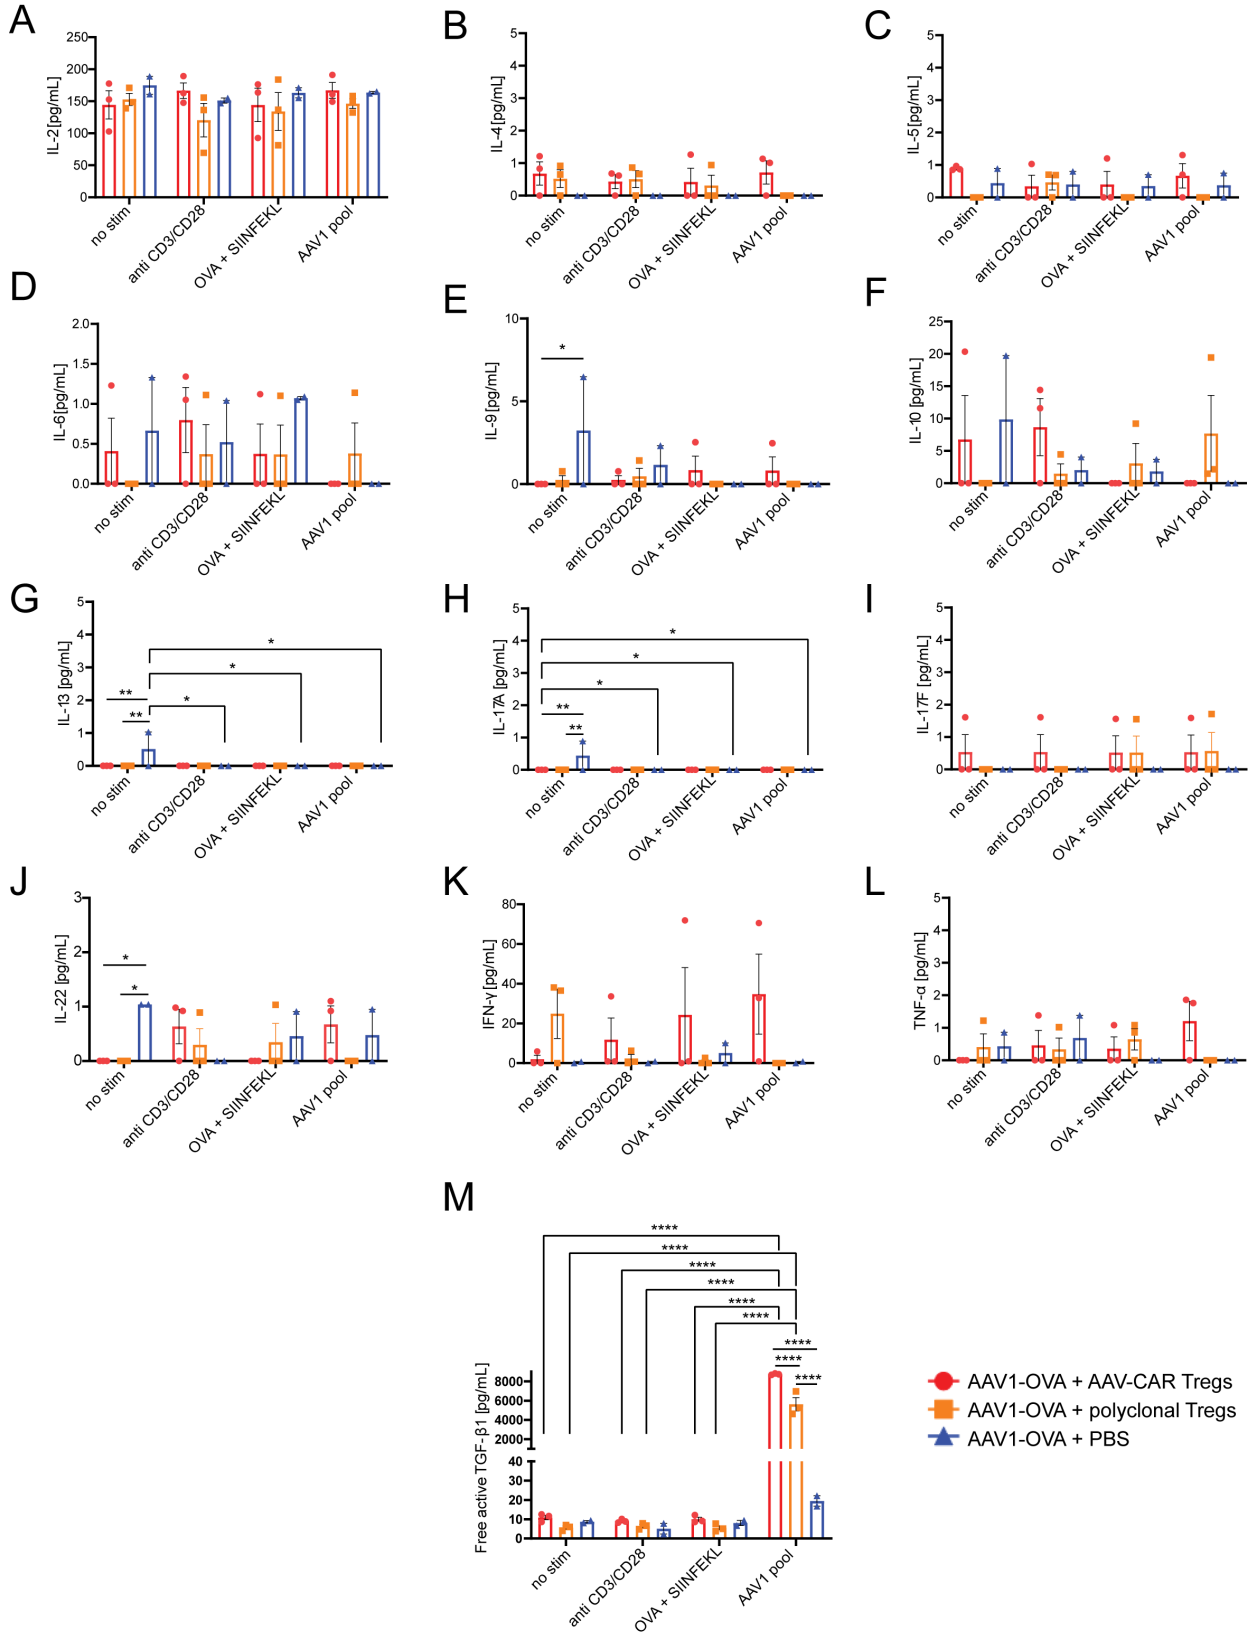 A
IL-2 [pg/mL]
250
200
150
100
50
0
no stim
anti CD3/CD28
OVA + SIINFEKL
AAV1 pool
B
IL-4 [pg/mL]
5
4
3
2
1
0
no stim
anti CD3/CD28
OVA + SIINFEKL
AAV1 pool
C
IL-5 [pg/mL]
5
4
3
2
1
0
no stim
anti CD3/CD28
OVA + SIINFEKL
AAV1 pool
D
IL-6 [pg/mL]
2.0
1.5
1.0
0.5
0.0
no stim
anti CD3/CD28
OVA + SIINFEKL
AAV1 pool
E
IL-9 [pg/mL]
10
5
0
*
no stim
anti CD3/CD28
OVA + SIINFEKL
AAV1 pool
F
IL-10 [pg/mL]
25
20
15
10
5
0
no stim
anti CD3/CD28
OVA + SIINFEKL
AAV1 pool
G
IL-13 [pg/mL]
5
4
3
2
1
0
*
*
**
*
**
no stim
anti CD3/CD28
OVA + SIINFEKL
AAV1 pool
H
IL-17A [pg/mL]
5
4
3
2
1
0
*
*
*
**
**
no stim
anti CD3/CD28
OVA + SIINFEKL
AAV1 pool
I
IL-17F [pg/mL]
5
4
3
2
1
0
no stim
anti CD3/CD28
OVA + SIINFEKL
AAV1 pool
J
IL-22 [pg/mL]
3
2
1
0
*
*
no stim
anti CD3/CD28
OVA + SIINFEKL
AAV1 pool
K
IFN-γ [pg/mL]
80
60
40
20
0
no stim
anti CD3/CD28
OVA + SIINFEKL
AAV1 pool
L
TNF-α [pg/mL]
5
4
3
2
1
0
no stim
anti CD3/CD28
OVA + SIINFEKL
AAV1 pool
M
Free active TGF-β1 [pg/mL]
****
****
****
****
****
****
****
****
****
8000
6000
4000
2000
40
30
20
10
0
no stim
anti CD3/CD28
OVA + SIINFEKL
AAV1 pool
AAV1-OVA + AAV-CAR Tregs
AAV1-OVA + polyclonal Tregs
AAV1-OVA + PBS